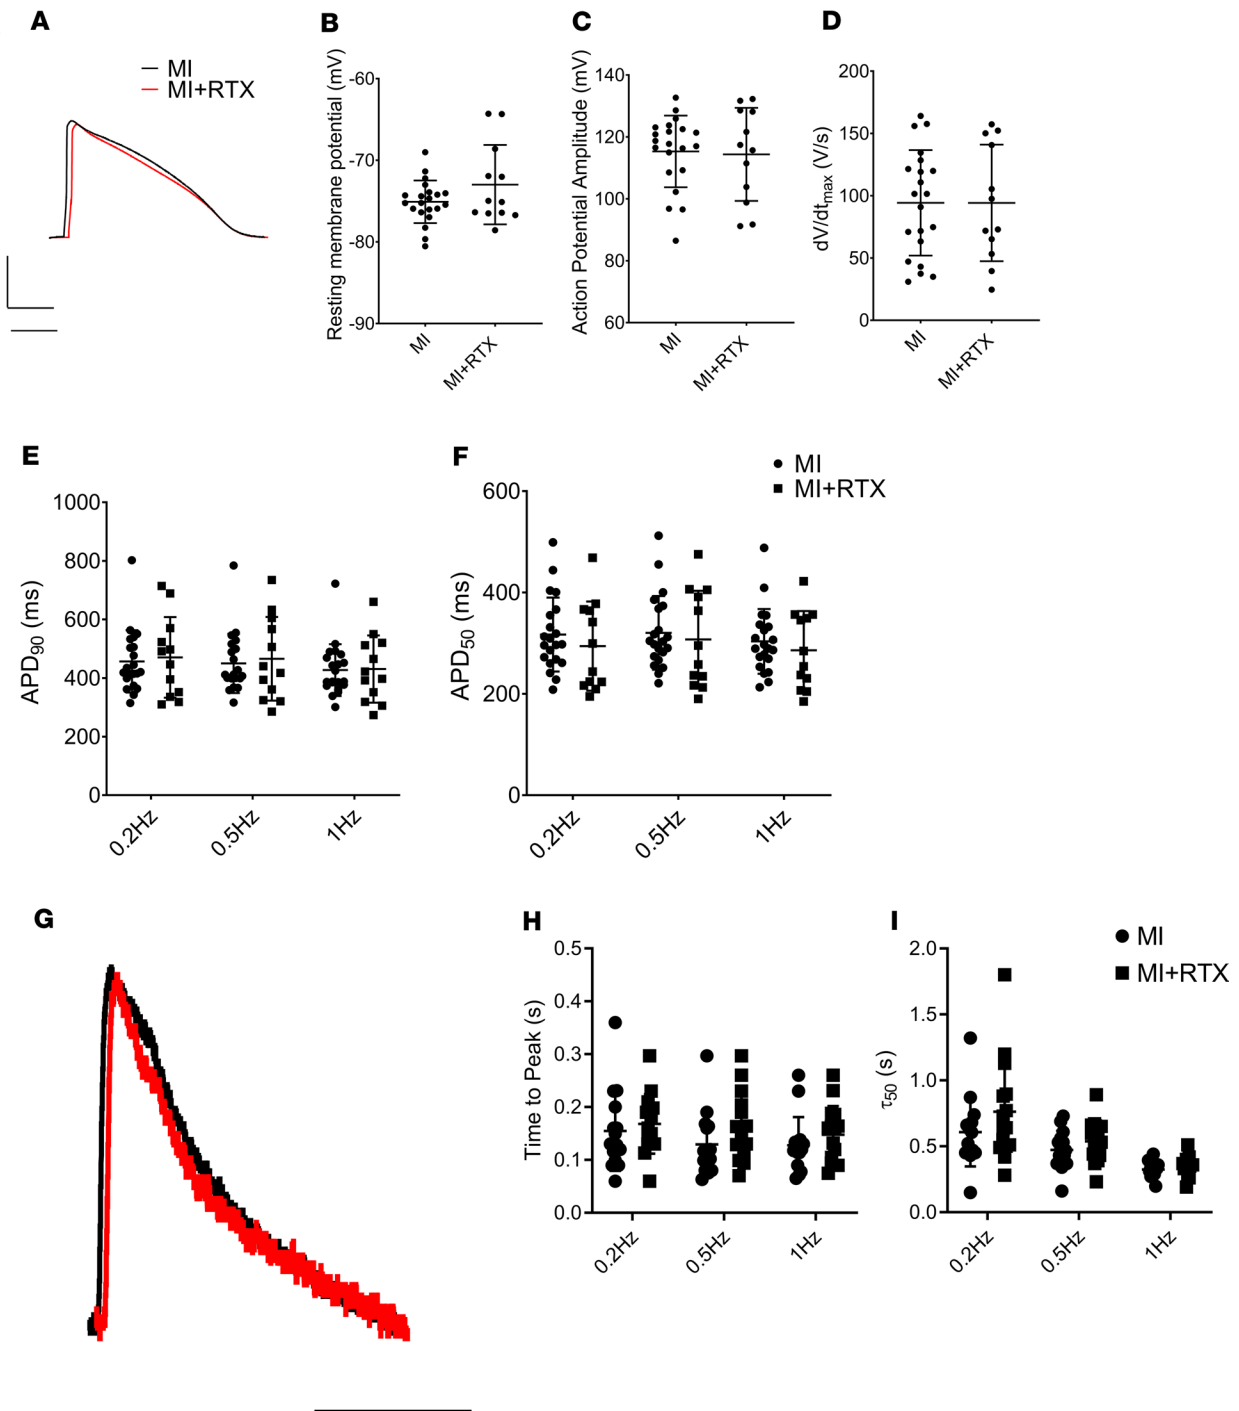 A
MI
MI+RTX
B
Resting membrane potential (mV)
-60
-70
-80
-90
MI
MI+RTX
C
Action Potential Amplitude (mV)
140
120
100
80
60
MI
MI+RTX
D
dV/dtmax (V/s)
200
150
100
50
0
MI
MI+RTX
E
APD90 (ms)
1000
800
600
400
200
0
0.2Hz
0.5Hz
1Hz
F
MI
MI+RTX
APD50 (ms)
600
400
200
0
0.2Hz
0.5Hz
1Hz
G
H
Time to Peak (s)
0.5
0.4
0.3
0.2
0.1
0.0
0.2Hz
0.5Hz
1Hz
I
MI
MI+RTX
τ50 (s)
2.0
1.5
1.0
0.5
0.0
0.2Hz
0.5Hz
1Hz